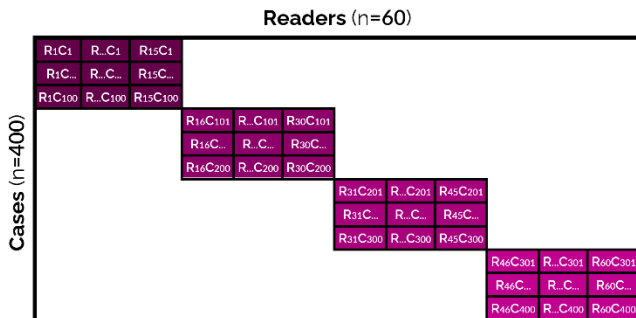 Readers (n=60)
Cases (n=400)
R1C1 R...C1 R15C1
R1C... R...C... R15C...
R1C100 R...C100 R15C100
R16C101 R...C101 R30C101
R16C... R...C... R30C...
R16C200 R...C200 R30C200
R31C201 R...C201 R45C201
R31C... R...C... R45C...
R31C300 R...C300 R45C300
R46C301 R...C301 R60C301
R46C... R...C... R60C...
R46C400 R...C400 R60C400